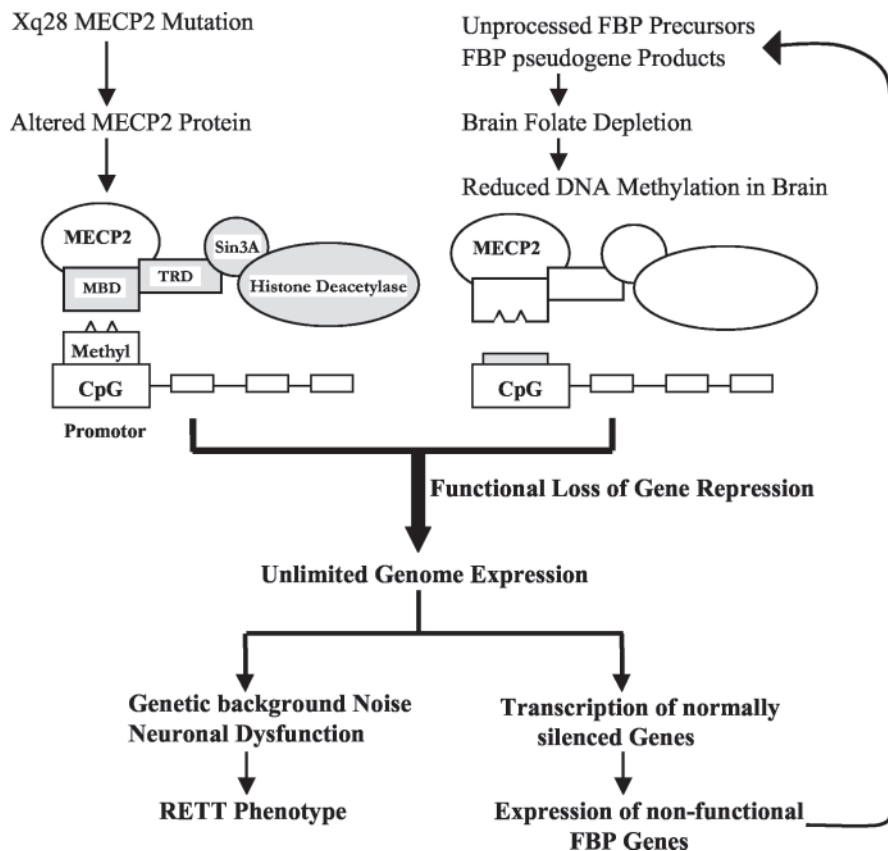 Xq28 MECP2 Mutation
Altered MECP2 Protein
MECP2
MBD
TRD
Sin3A
Histone Deacetylase
Methyl
CpG
Promotor
Unprocessed FBP Precursors
FBP pseudogene Products
Brain Folate Depletion
Reduced DNA Methylation in Brain
MECP2
CpG
Functional Loss of Gene Repression
Unlimited Genome Expression
Genetic background Noise
Neuronal Dysfunction
RETT Phenotype
Transcription of normally
silenced Genes
Expression of non-functional
FBP Genes